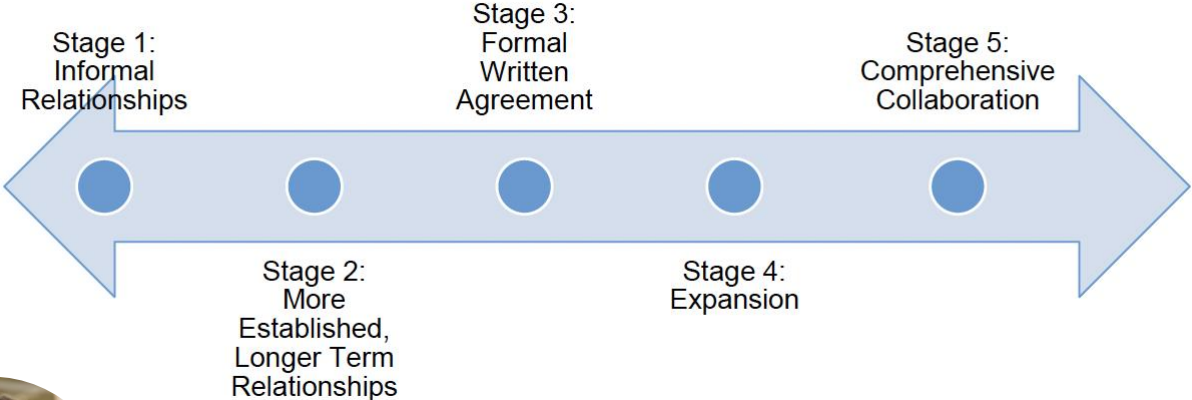 Stage 1:
Informal
Relationships
Stage 2:
More
Established,
Longer Term
Relationships
Stage 3:
Formal
Written
Agreement
Stage 4:
Expansion
Stage 5:
Comprehensive
Collaboration